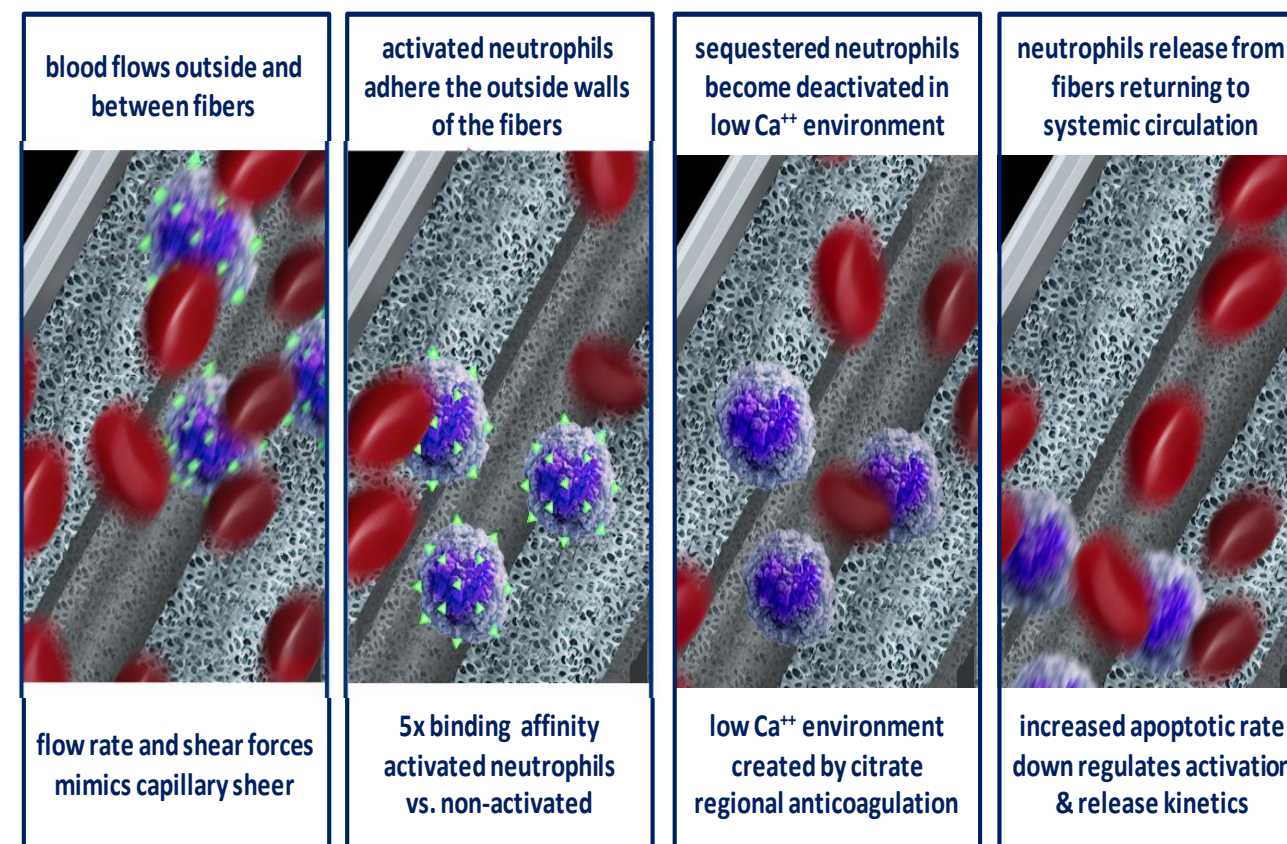 blood flows outside and
between fibers
activated neutrophils
adhere the outside walls
of the fibers
sequestered neutrophils
become deactivated in
low Ca⁺⁺ environment
neutrophils release from
fibers returning to
systemic circulation
flow rate and shear forces
mimics capillary sheer
5x binding affinity
activated neutrophils
vs. non-activated
low Ca⁺⁺ environment
created by citrate
regional anticoagulation
increased apoptotic rate
down regulates activation
& release kinetics